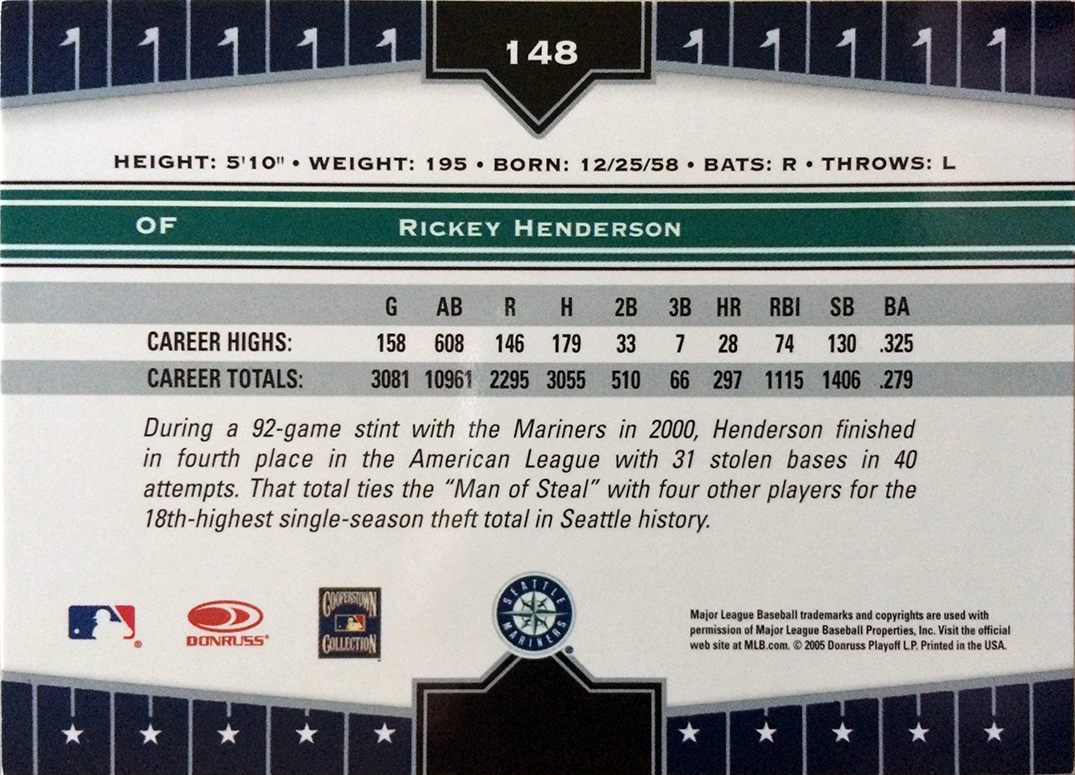 148
HEIGHT: 5'10" • WEIGHT: 195 • BORN: 12/25/58 • BATS: R • THROWS: L
OF RICKEY HENDERSON
G AB R H 2B 3B HR RBI SB BA
CAREER HIGHS: 158 608 146 179 33 7 28 74 130 .325
CAREER TOTALS: 3081 10961 2295 3055 510 66 297 1115 1406 .279
During a 92-game stint with the Mariners in 2000, Henderson finished
in fourth place in the American League with 31 stolen bases in 40
attempts. That total ties the “Man of Steal” with four other players for the
18th-highest single-season theft total in Seattle history.
DONRUSS®
COOPERSTOWN
COLLECTION
SEATTLE
MARINERS
Major League Baseball trademarks and copyrights are used with
permission of Major League Baseball Properties, Inc. Visit the official
web site at MLB.com. © 2005 Donruss Playoff L.P. Printed in the USA.